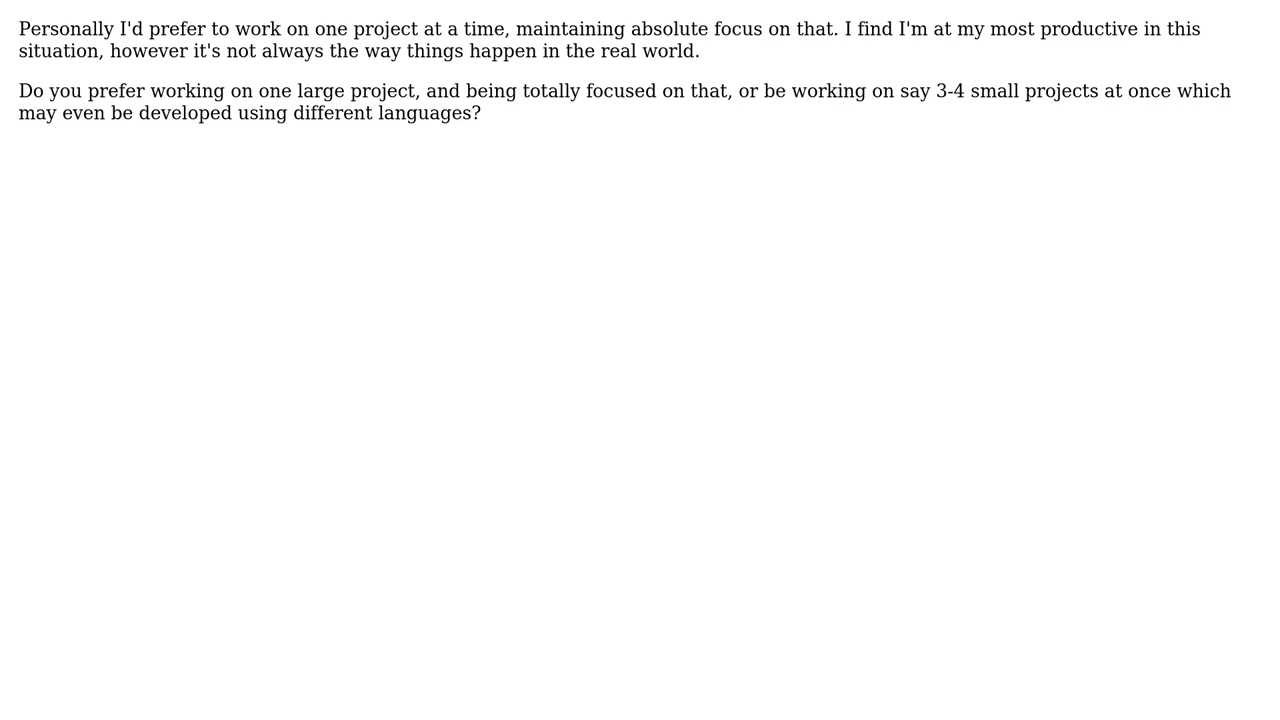 Personally I'd prefer to work on one project at a time, maintaining absolute focus on that. I find I'm at my most productive in this
situation, however it's not always the way things happen in the real world.
Do you prefer working on one large project, and being totally focused on that, or be working on say 3-4 small projects at once which
may even be developed using different languages?